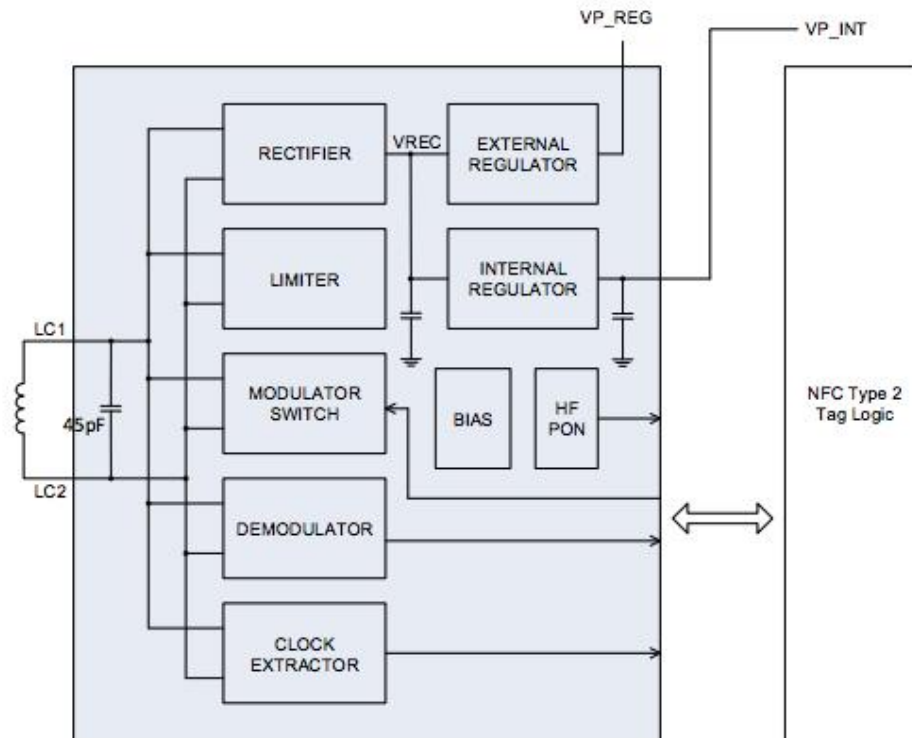 VP_REG
VP_INT
RECTIFIER
VREC
EXTERNAL
REGULATOR
LIMITER
INTERNAL
REGULATOR
LC1
45pF
LC2
MODULATOR
SWITCH
BIAS
HF
PON
NFC Type 2
Tag Logic
DEMODULATOR
CLOCK
EXTRACTOR